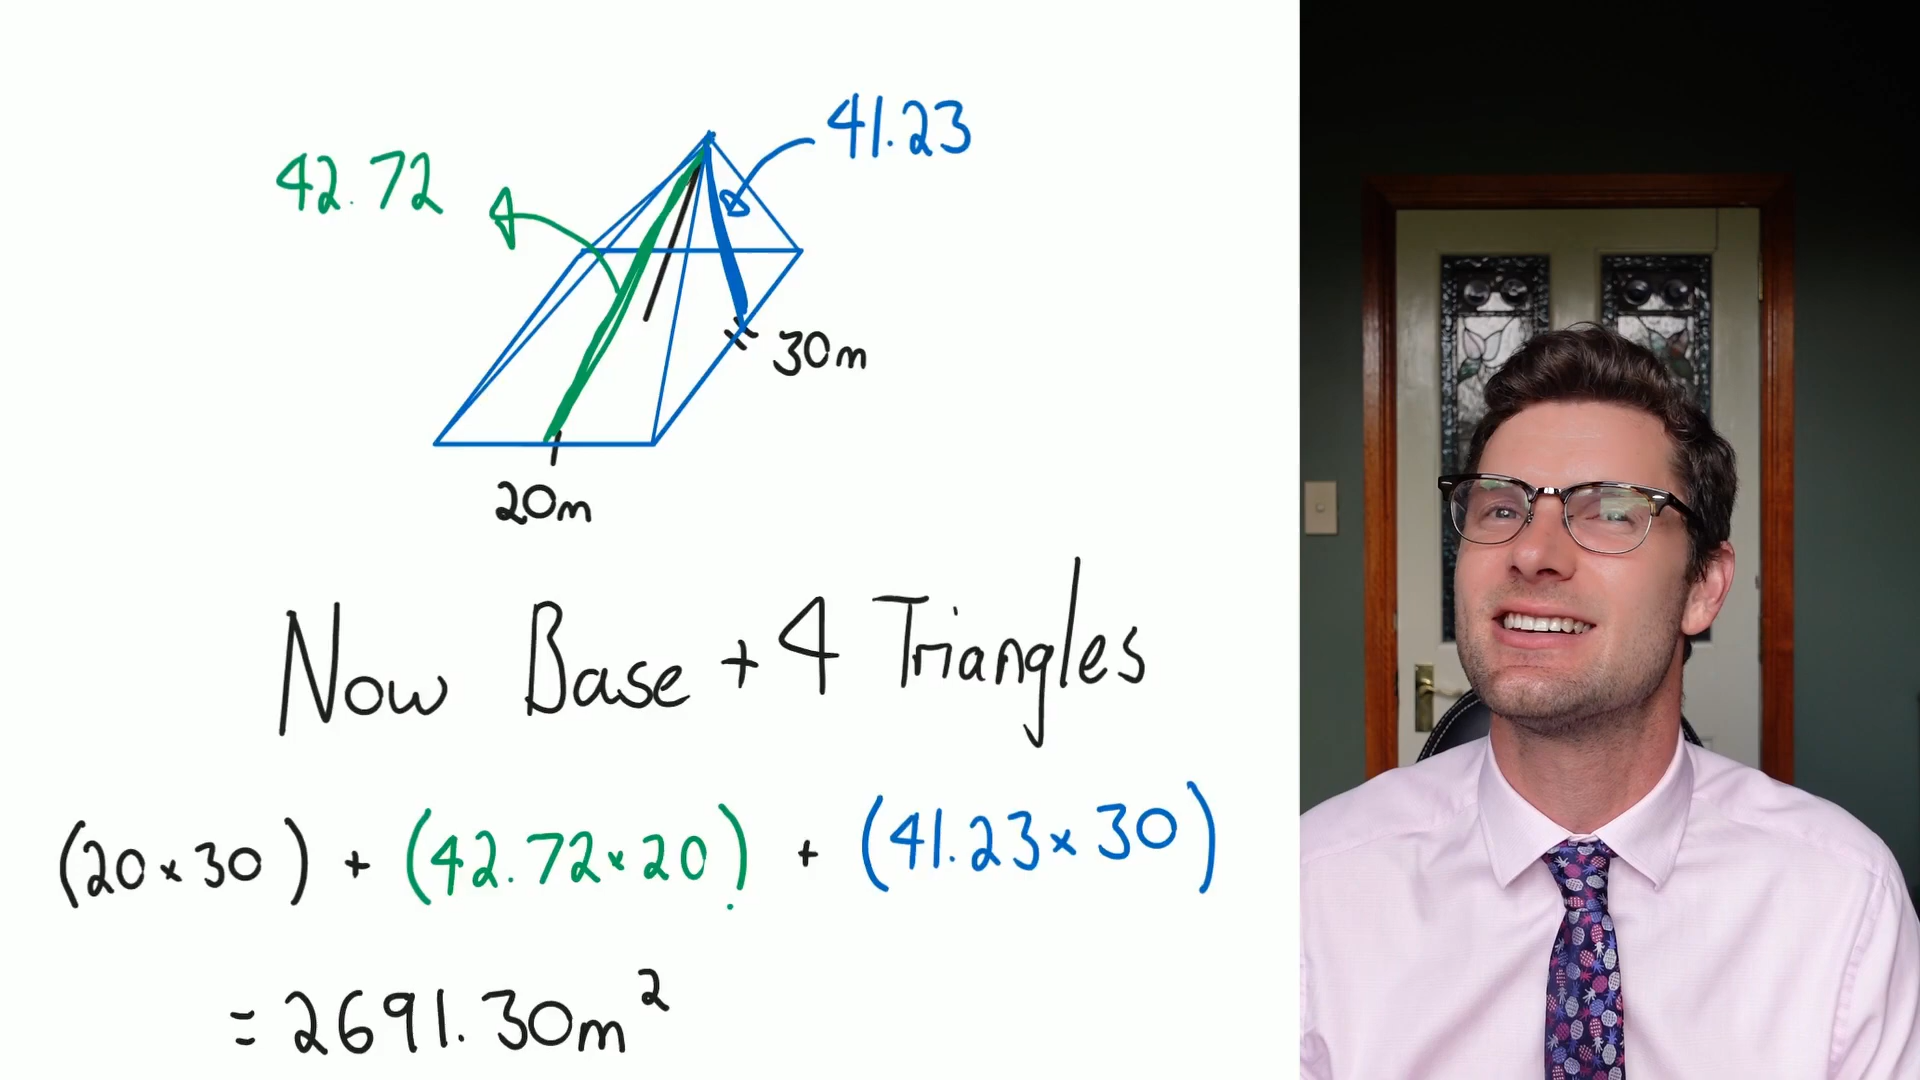 41.23
42.72
30m
20m
Now Base + 4 Triangles
(20 x 30) + (42.72 x 20) + (41.23 x 30)
= 2691.30m²